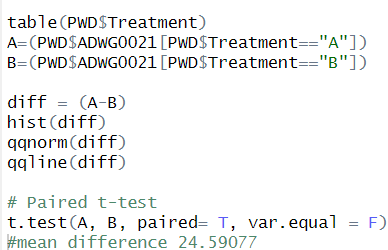 table(PWD$Treatment)
A=(PWD$ADWG0021[PWD$Treatment=="A"])
B=(PWD$ADWG0021[PWD$Treatment=="B"])
diff = (A-B)
hist(diff)
qqnorm(diff)
qqline(diff)
# Paired t-test
t.test(A, B, paired= T, var.equal = F)
#mean difference 24.59077